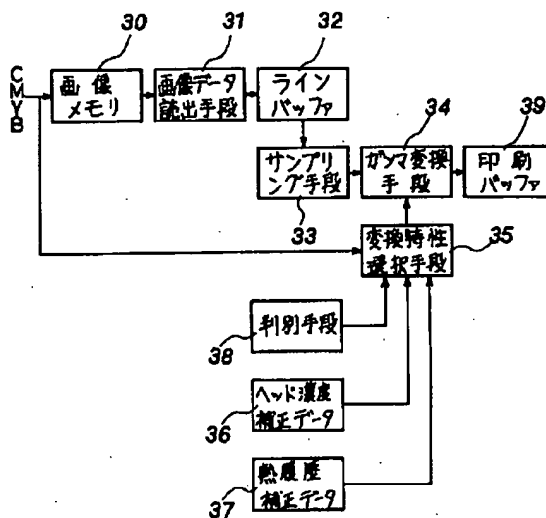 30
31
32
CMYB
画像
メモリ
画像データ
読出手段
ライン
バッファ
34
39
サンプリ
ング手段
ガンマ変換
手段
印刷
バッファ
33
変換特性
選択手段
35
判別手段
38
ヘッド濃度
補正データ
36
熱履歴
補正データ
37